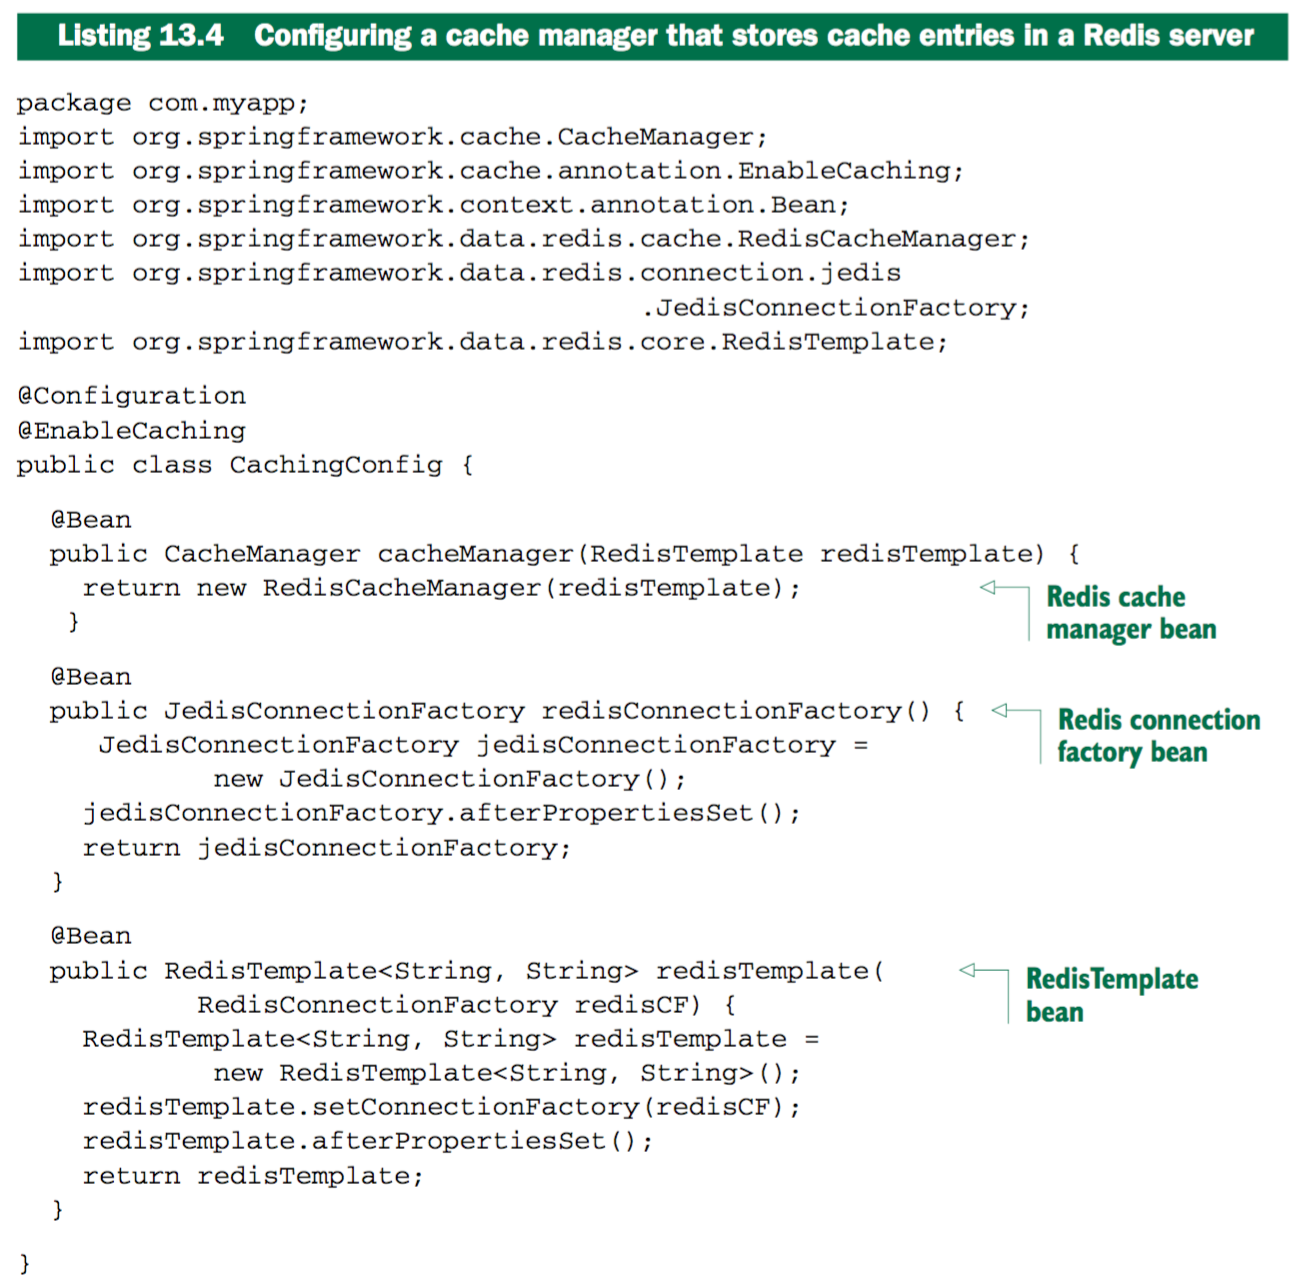 Listing 13.4 Configuring a cache manager that stores cache entries in a Redis server
package com.myapp;
import org.springframework.cache.CacheManager;
import org.springframework.cache.annotation.EnableCaching;
import org.springframework.context.annotation.Bean;
import org.springframework.data.redis.cache.RedisCacheManager;
import org.springframework.data.redis.connection.jedis
.JedisConnectionFactory;
import org.springframework.data.redis.core.RedisTemplate;
@Configuration
@EnableCaching
public class CachingConfig {
@Bean
public CacheManager cacheManager(RedisTemplate redisTemplate) {
return new RedisCacheManager(redisTemplate);
}
Redis cache
manager bean
@Bean
public JedisConnectionFactory redisConnectionFactory() {
JedisConnectionFactory jedisConnectionFactory =
new JedisConnectionFactory();
jedisConnectionFactory.afterPropertiesSet();
return jedisConnectionFactory;
}
Redis connection
factory bean
@Bean
public RedisTemplate<String, String> redisTemplate(
RedisConnectionFactory redisCF) {
RedisTemplate<String, String> redisTemplate =
new RedisTemplate<String, String>();
redisTemplate.setConnectionFactory(redisCF);
redisTemplate.afterPropertiesSet();
return redisTemplate;
}
RedisTemplate
bean
}